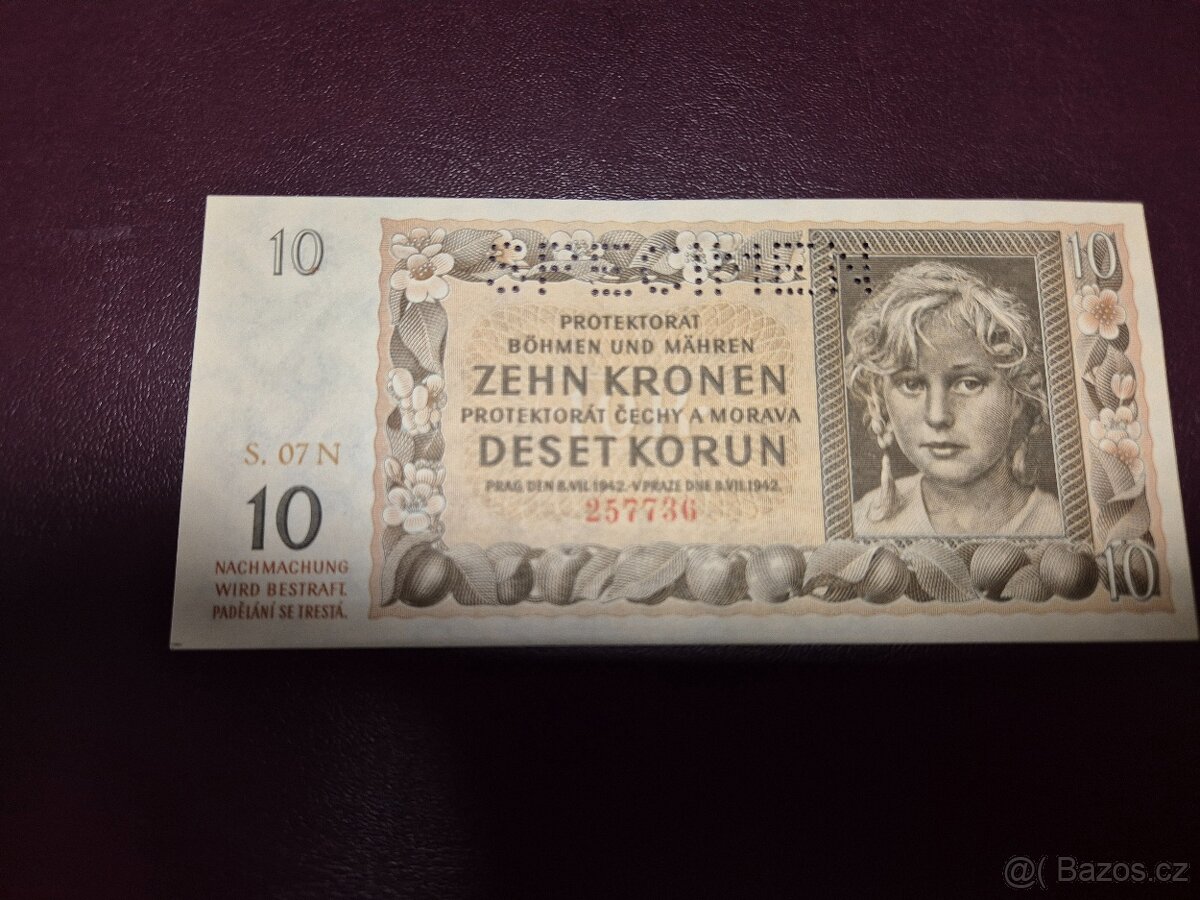 SPECIMEN
10
10
PROTEKTORAT
BÖHMEN UND MÄHREN
ZEHN KRONEN
PROTEKTORÁT ČECHY A MORAVA
DESET KORUN
PRAG DEN 8.VII.1942.-V PRAZE DNE 8.VII.1942.
257736
S. 07 N
10
NACHMACHUNG
WIRD BESTRAFT.
PADĚLÁNÍ SE TRESTÁ.
10
@( Bazos.cz